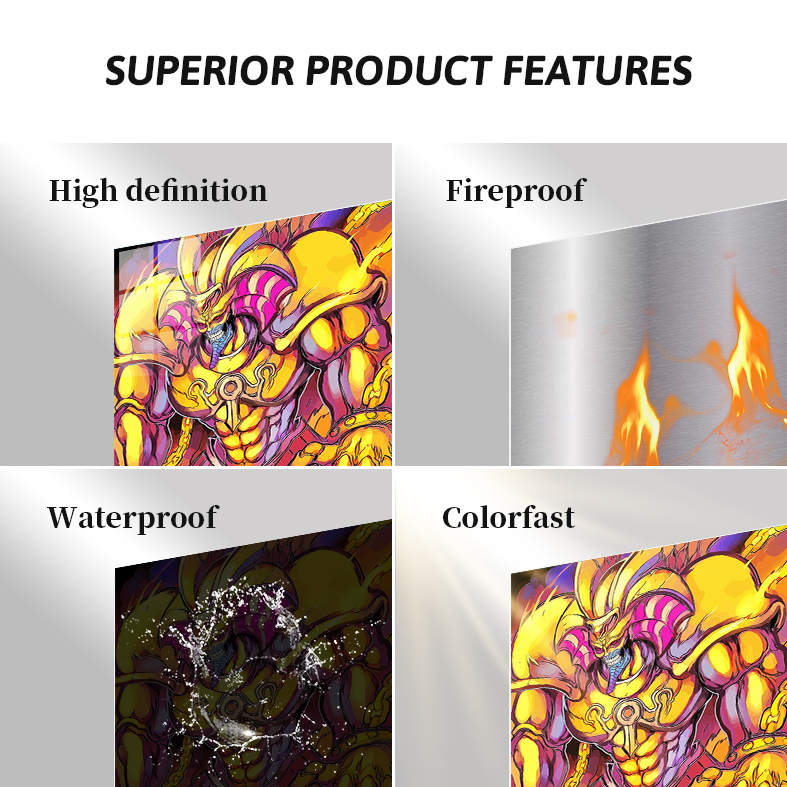 SUPERIOR PRODUCT FEATURES
High definition
Fireproof
Waterproof
Colorfast